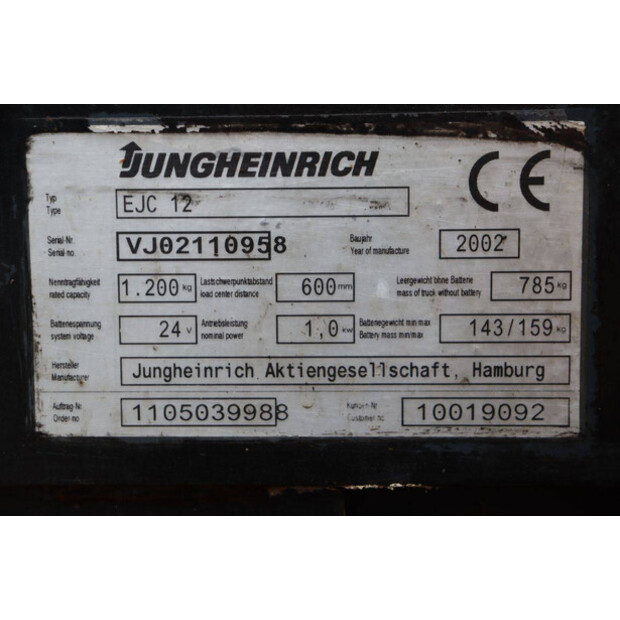 JUNGHEINRICH CE
Typ
Type EJC 12
Serial-Nr. Baujahr
Serial-no. VJ02110958 Year of manufacture 2002
Nenntragfähigkeit Lastschwerpunktabstand Leergewicht ohne Batterie
rated capacity 1.200 kg load center distance 600 mm mass of truck without battery 785 kg
Batteriespannung Antriebsleistung Batteriegewicht min/max
system voltage 24 V nominal power 1,0 kW Battery mass min/max 143/159 kg
Hersteller
Manufacturer Jungheinrich Aktiengesellschaft, Hamburg
Auftrag-Nr. Kunden-Nr.
Order-no. 1105039988 Customer no. 10019092